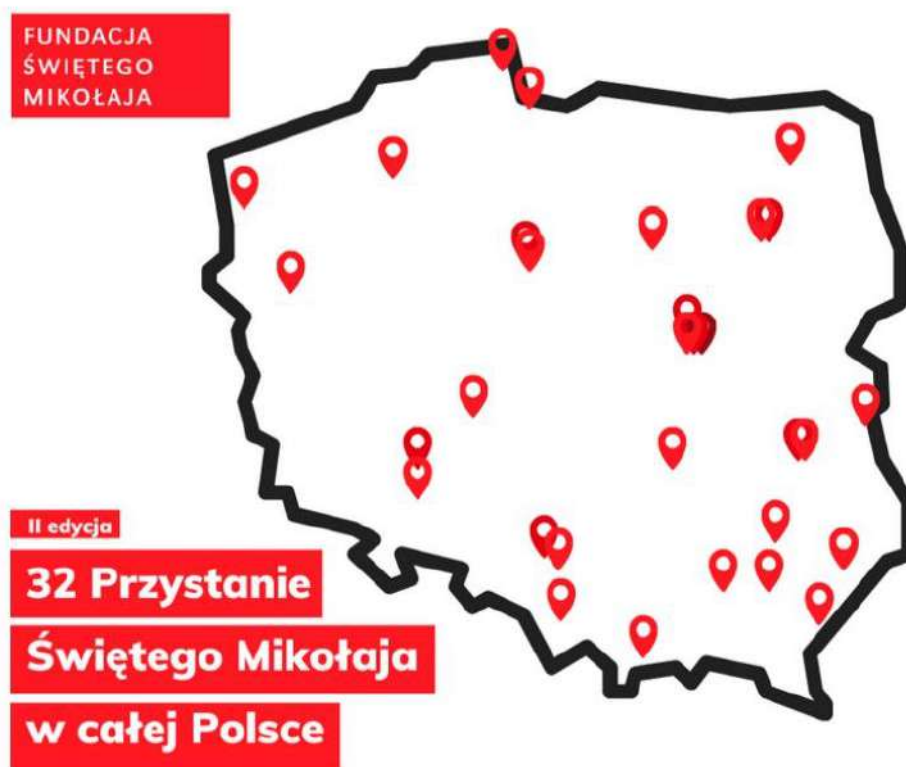 FUNDACJA
ŚWIĘTEGO
MIKOŁAJA
II edycja
32 Przystanie
Świętego Mikołaja
w całej Polsce